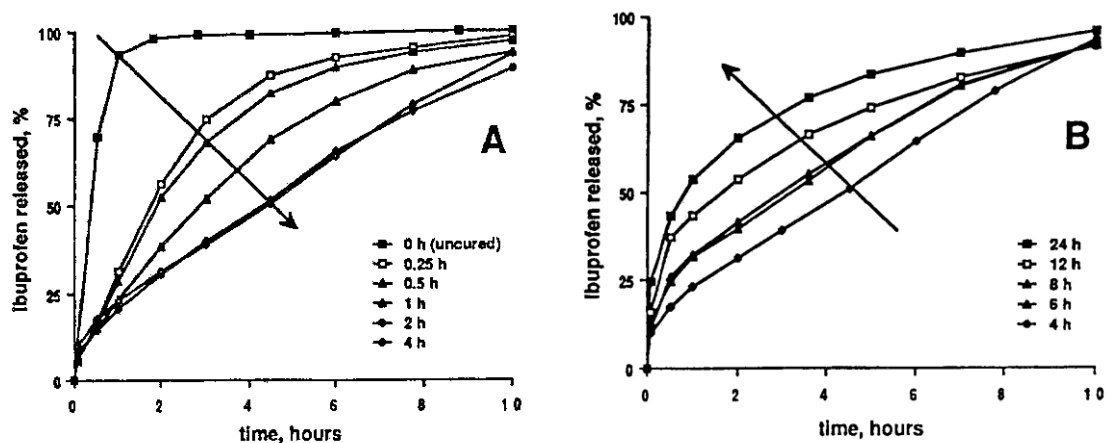 100
75
50
25
0
Ibuprofen released, %
A
0 h (uncured)
0.25 h
0.5 h
1 h
2 h
4 h
0 2 4 6 8 10
time, hours
100
75
50
25
0
Ibuprofen released, %
B
24 h
12 h
8 h
6 h
4 h
0 2 4 6 8 10
time, hours